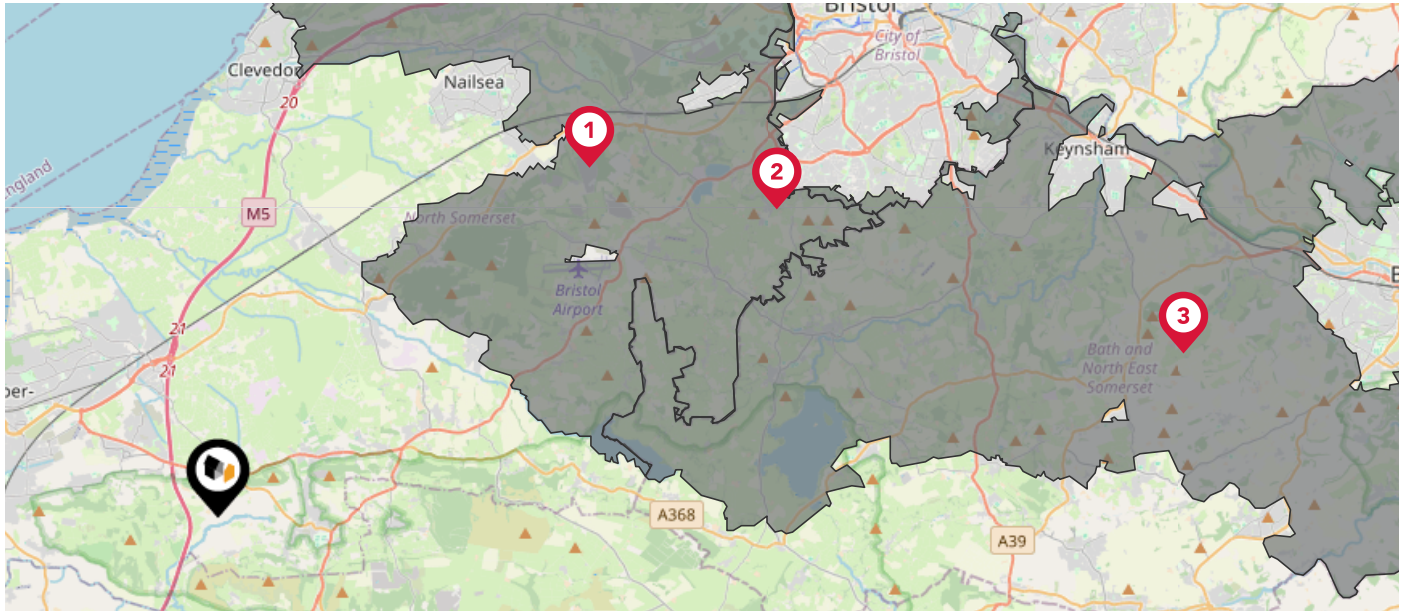 Bristol
City of
Bristol
Clevedon
Nailsea
20
1
Keynsham
2
ngland
M5
North Somerset
Bristol
Airport
3
21
21
Bath and
North East
Somerset
B
per-
A368
A39